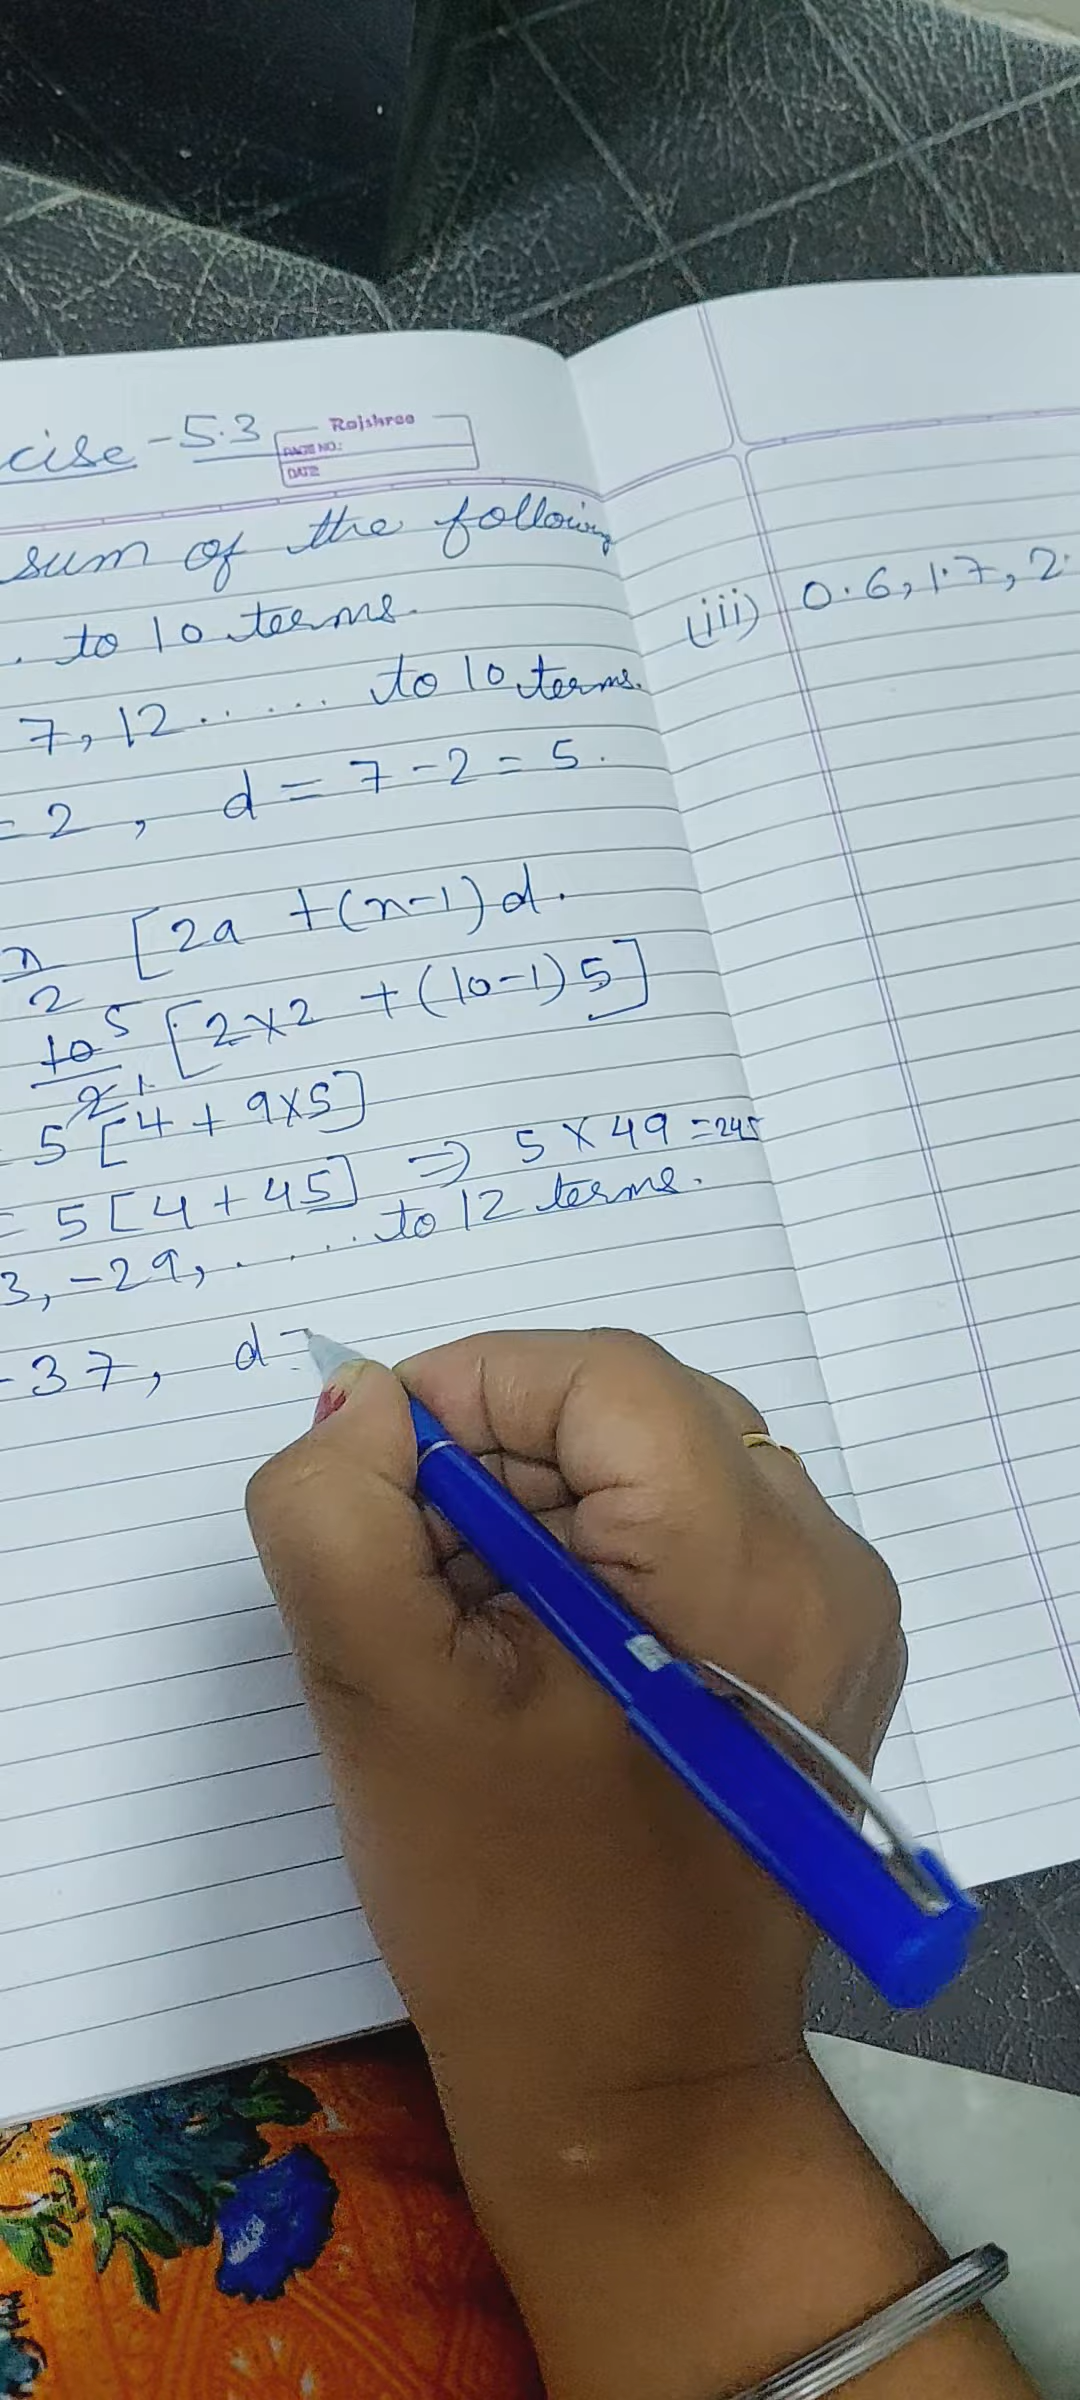 cise - 5.3
Rajshree
PAGE NO.:
DATE
sum of the following
. to 10 terms.
7, 12 ...... to 10 terms.
= 2 , d = 7 - 2 = 5 .
n/2 [2a + (n-1) d .
10/2 5 1 [2×2 + (10-1) 5]
= 5 [4 + 9×5]
= 5 [4 + 45] ⇒ 5 × 49 = 245
3, -29, ...... to 12 terms.
-37, d =
(iii) 0.6, 1.7, 2.